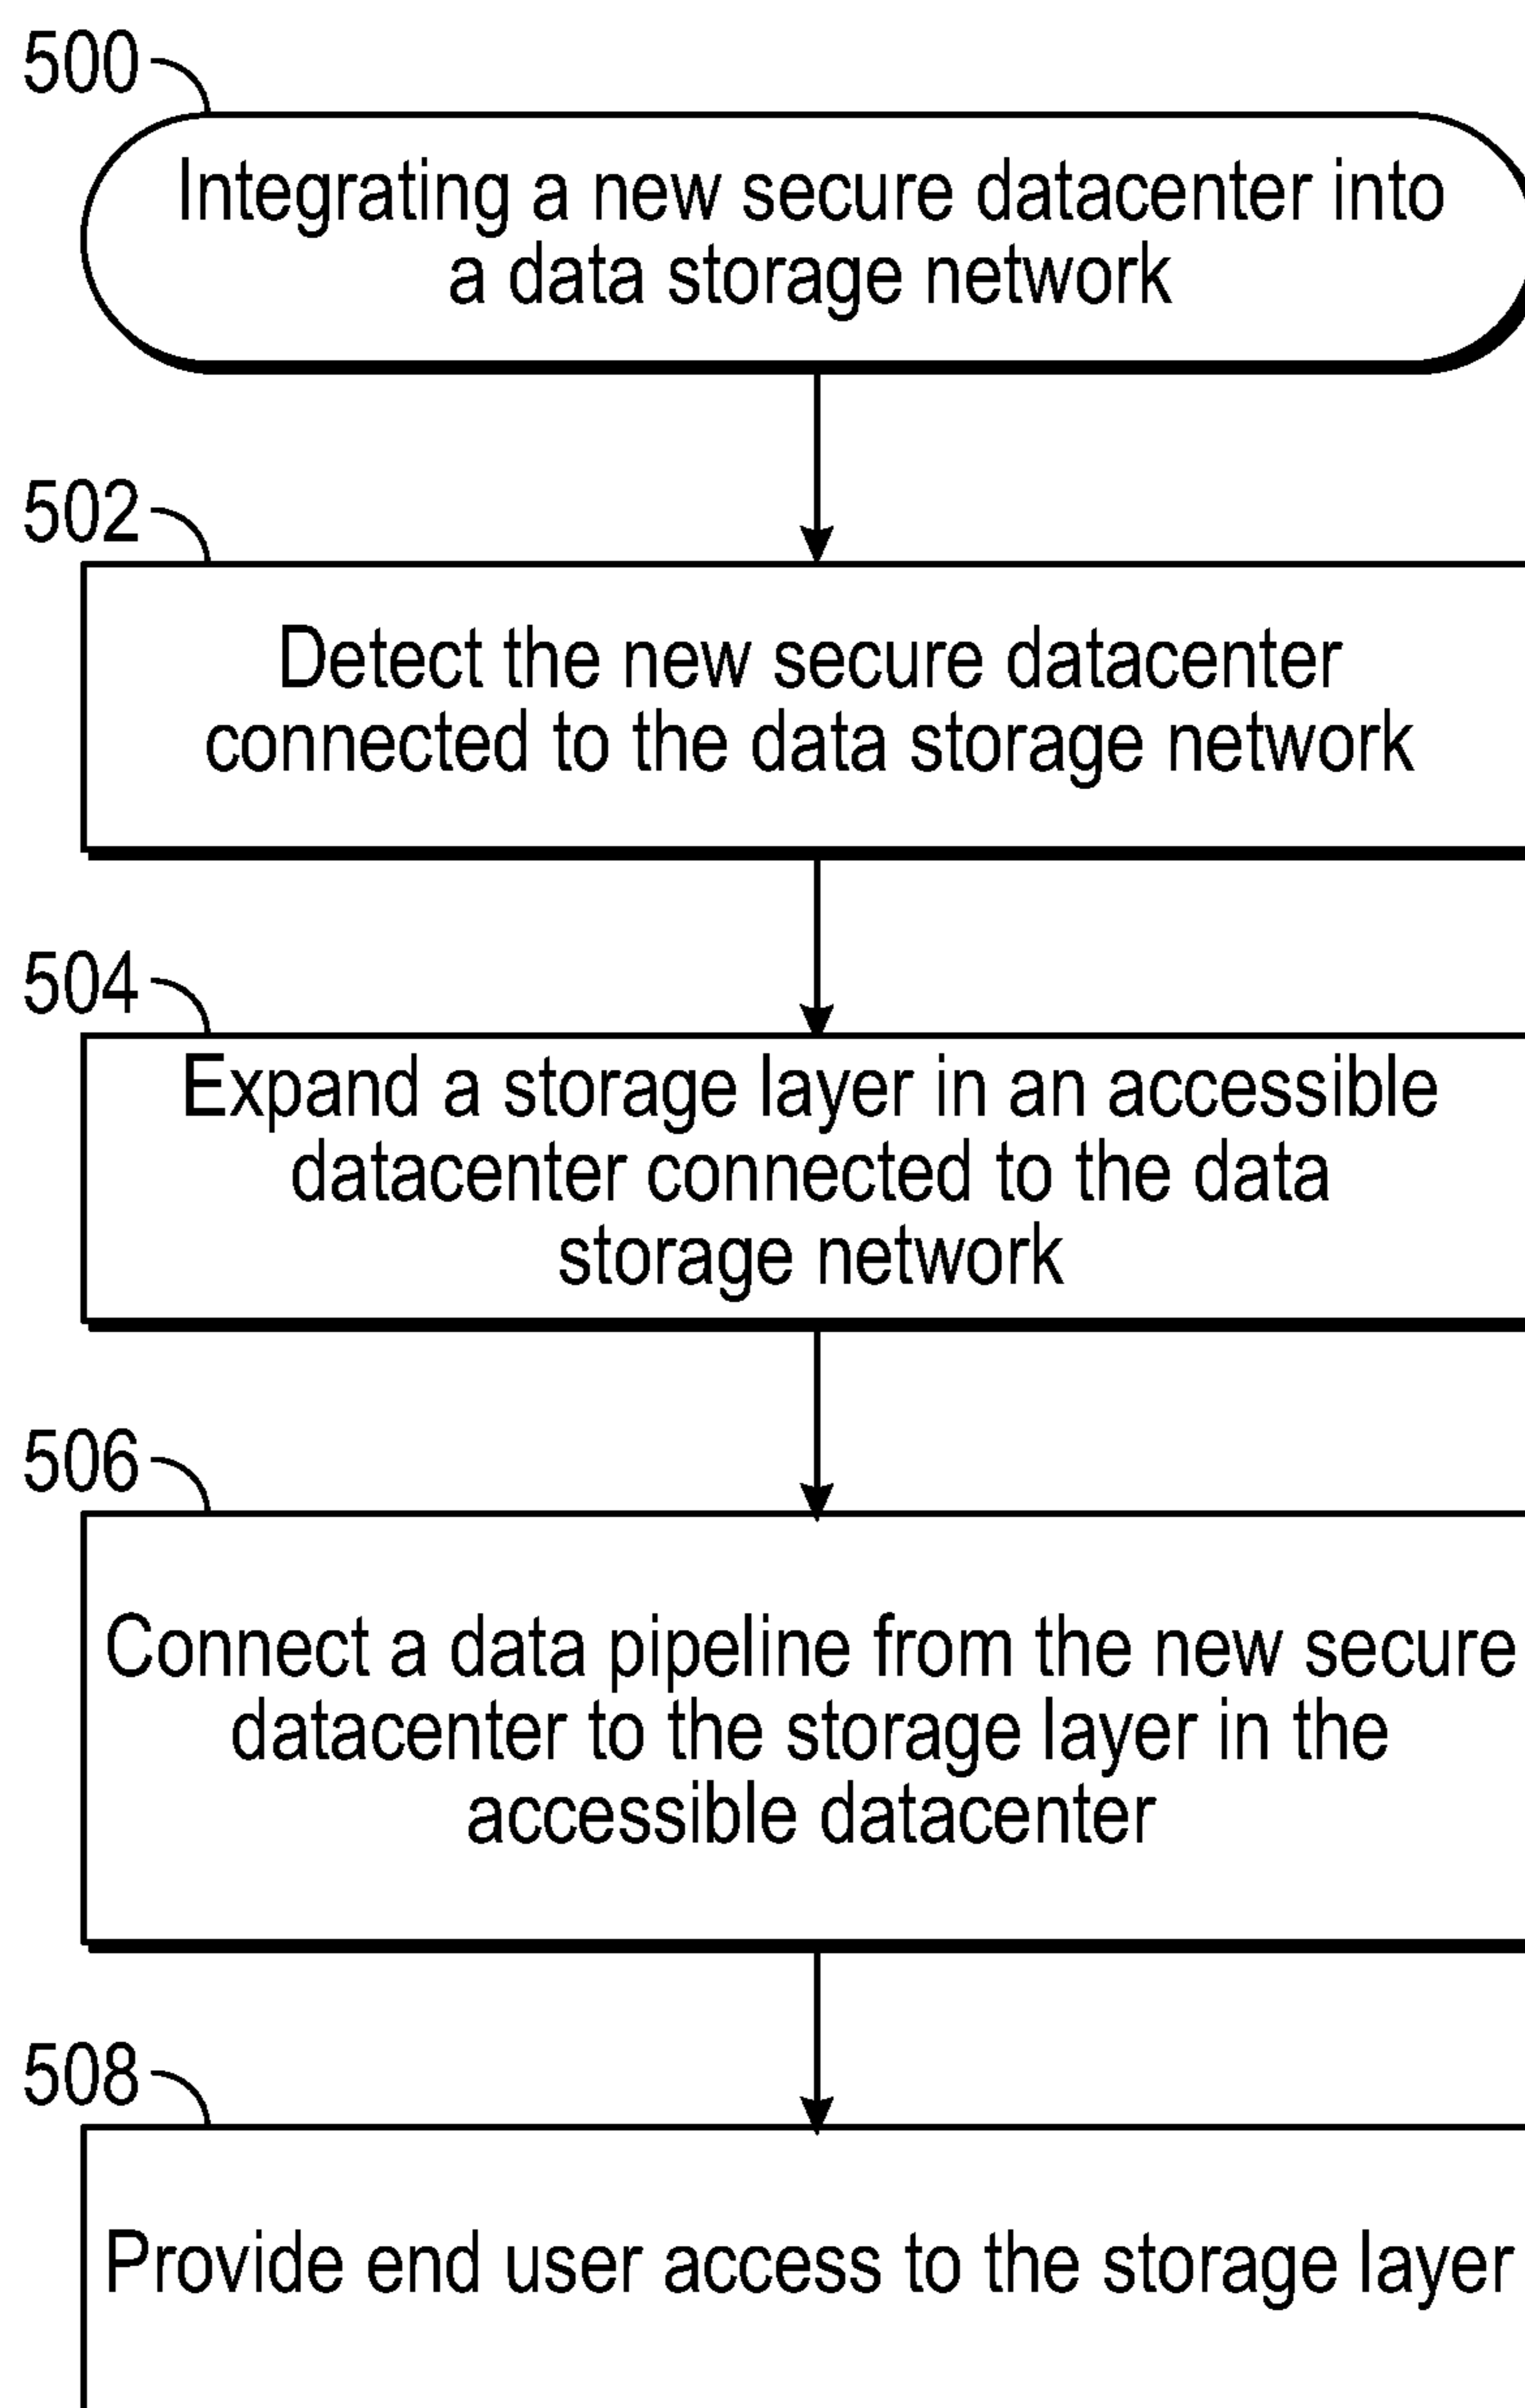 500
Integrating a new secure datacenter into
a data storage network
502
Detect the new secure datacenter
connected to the data storage network
504
Expand a storage layer in an accessible
datacenter connected to the data
storage network
506
Connect a data pipeline from the new secure
datacenter to the storage layer in the
accessible datacenter
508
Provide end user access to the storage layer